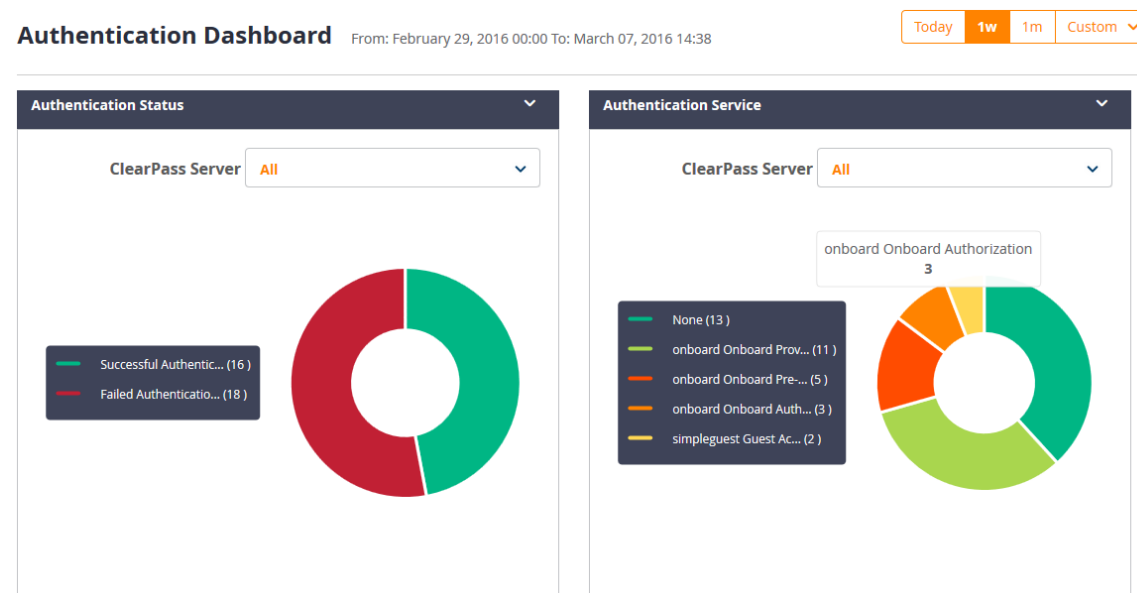 Authentication Dashboard From: February 29, 2016 00:00 To: March 07, 2016 14:38
Today 1w 1m Custom
Authentication Status
ClearPass Server All
Successful Authentic... (16 )
Failed Authenticatio... (18 )
Authentication Service
ClearPass Server All
onboard Onboard Authorization
3
None (13 )
onboard Onboard Prov... (11 )
onboard Onboard Pre-... (5 )
onboard Onboard Auth... (3 )
simpleguest Guest Ac... (2 )